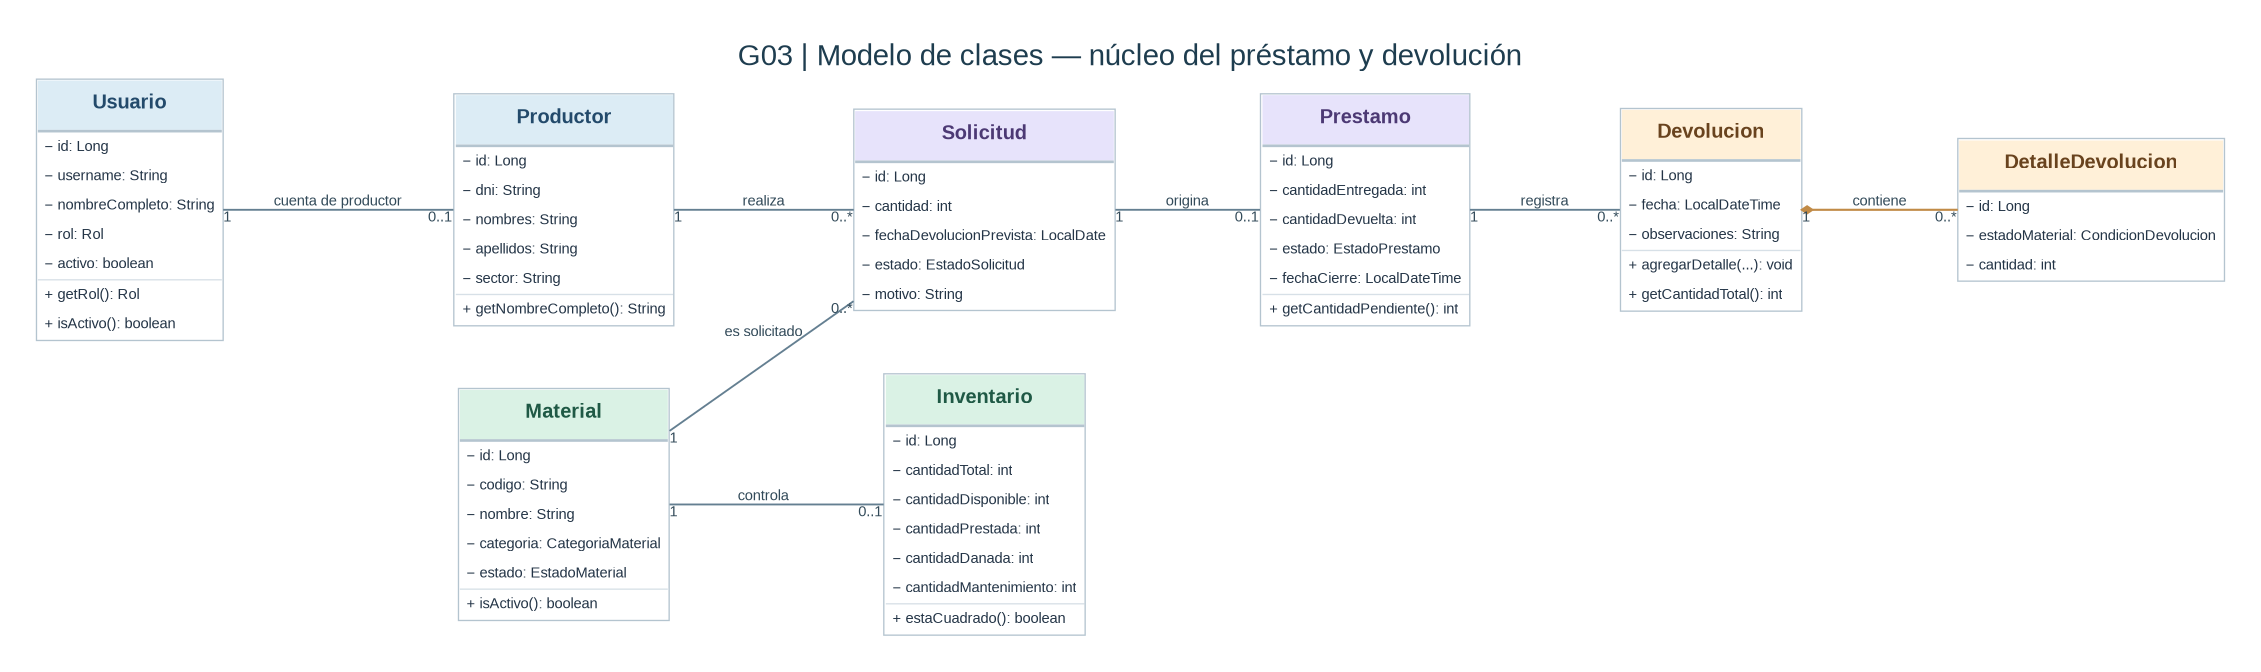 G03 | Modelo de clases — núcleo del préstamo y devolución
Usuario
− id: Long
− username: String
− nombreCompleto: String
− rol: Rol
− activo: boolean
+ getRol(): Rol
+ isActivo(): boolean
1
cuenta de productor
0..1
Productor
− id: Long
− dni: String
− nombres: String
− apellidos: String
− sector: String
+ getNombreCompleto(): String
1
realiza
0..*
Solicitud
− id: Long
− cantidad: int
− fechaDevolucionPrevista: LocalDate
− estado: EstadoSolicitud
− motivo: String
1
origina
0..1
Prestamo
− id: Long
− cantidadEntregada: int
− cantidadDevuelta: int
− estado: EstadoPrestamo
− fechaCierre: LocalDateTime
+ getCantidadPendiente(): int
1
registra
0..*
Devolucion
− id: Long
− fecha: LocalDateTime
− observaciones: String
+ agregarDetalle(...): void
+ getCantidadTotal(): int
1
contiene
0..*
DetalleDevolucion
− id: Long
− estadoMaterial: CondicionDevolucion
− cantidad: int
0..*
es solicitado
1
Material
− id: Long
− codigo: String
− nombre: String
− categoria: CategoriaMaterial
− estado: EstadoMaterial
+ isActivo(): boolean
1
controla
0..1
Inventario
− id: Long
− cantidadTotal: int
− cantidadDisponible: int
− cantidadPrestada: int
− cantidadDanada: int
− cantidadMantenimiento: int
+ estaCuadrado(): boolean